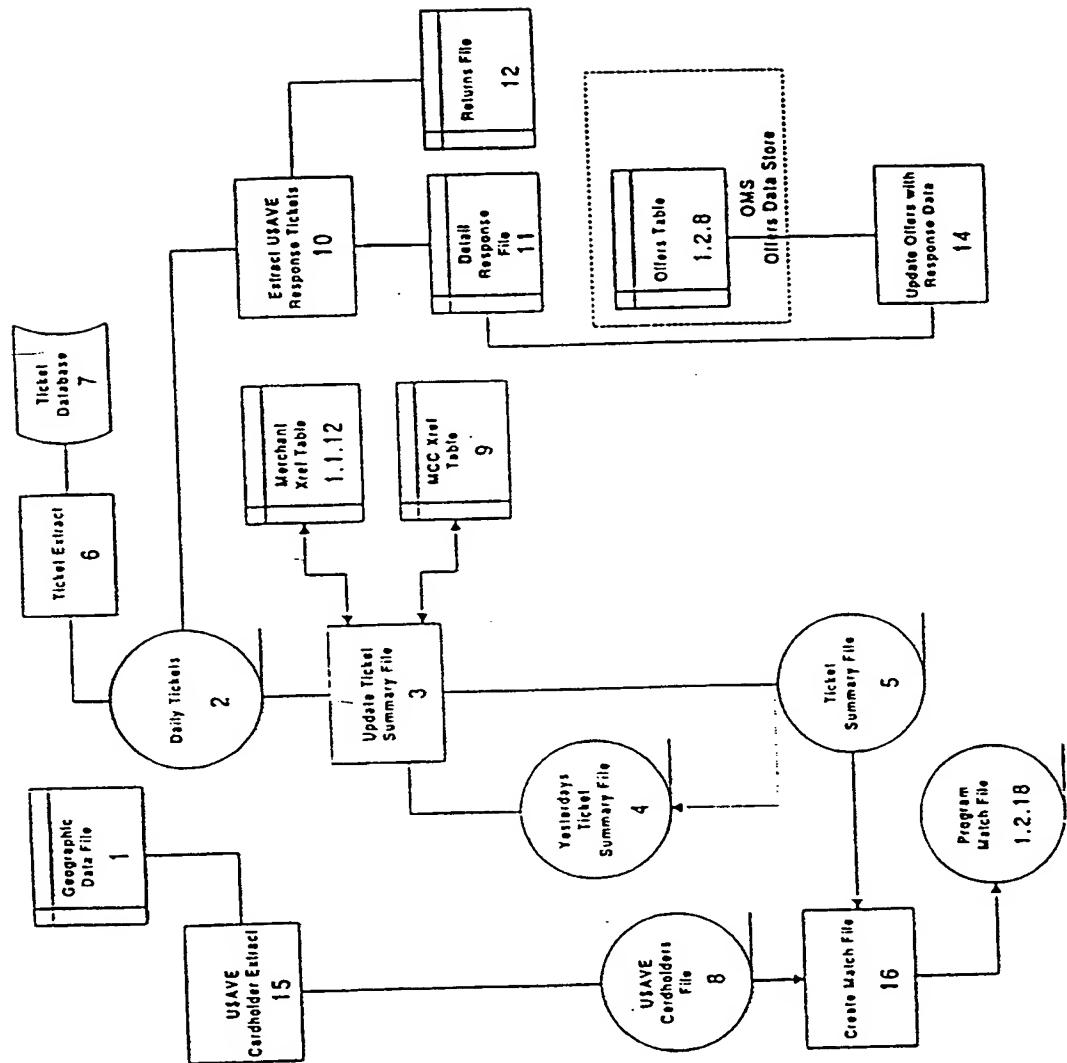 Ticket
Database
7
Ticket Extract
6
Daily Tickets
2
Geographic
Data File
1
USAVE
Cardholder Extract
15
Extract USAVE
Response Tickets
10
Returns File
12
Detail
Response
File
11
Merchant
Xref Table
1.1.12
MCC Xref
Table
9
Update Ticket
Summary File
3
Yesterdays
Ticket
Summary File
4
Ticket
Summary File
5
Offers Table
1.2.8
OMS
Offers Data Store
Update Offers with
Response Data
14
USAVE
Cardholders
File
8
Create Match File
16
Program
Match File
1.2.18